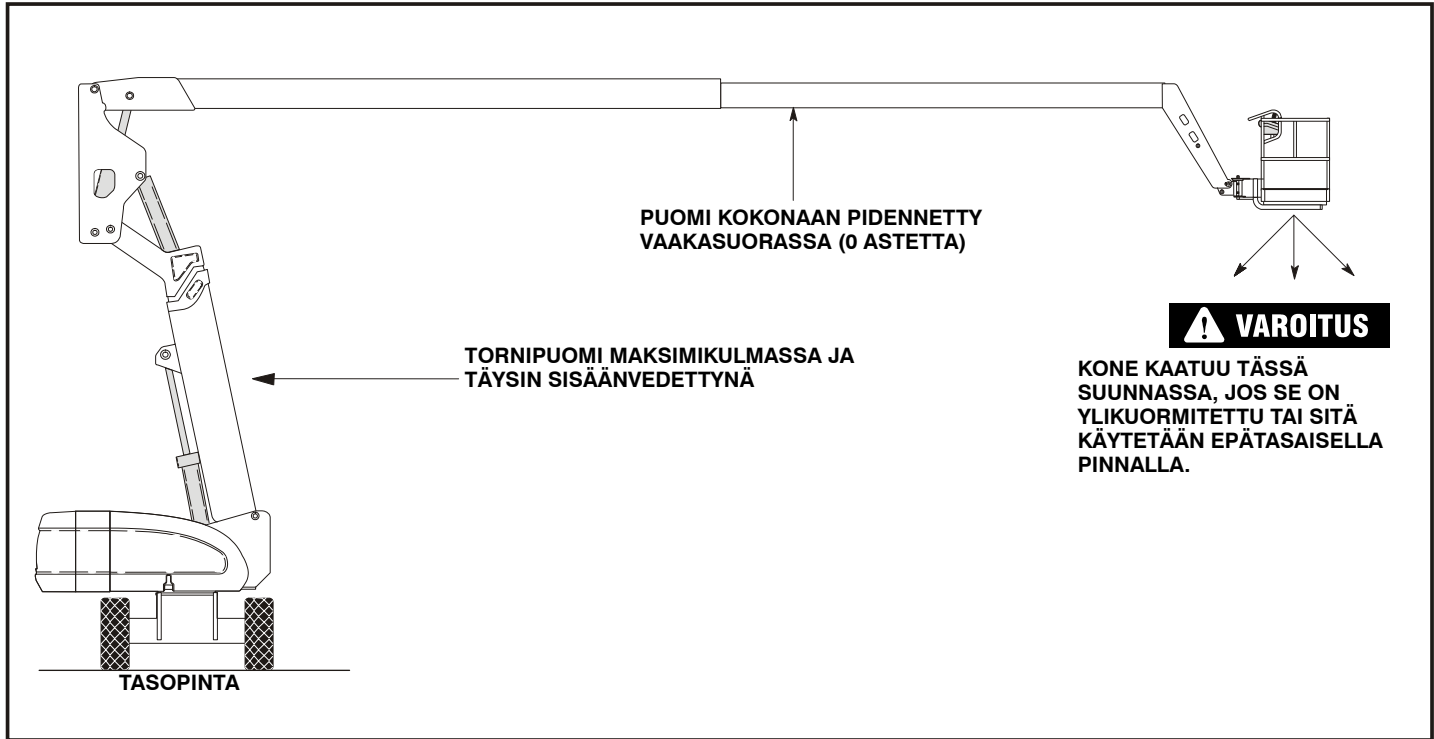 PUOMI KOKONAAN PIDENNETTY
VAAKASUORASSA (0 ASTETTA)
VAROITUS
TORNIPUOMI MAKSIMIKULMASSA JA
TÄYSIN SISÄÄNVEDETTYNÄ
KONE KAATUU TÄSSÄ
SUUNNASSA, JOS SE ON
YLIKUORMITETTU TAI SITÄ
KÄYTETÄÄN EPÄTASAISELLA
PINNALLA.
TASOPINTA